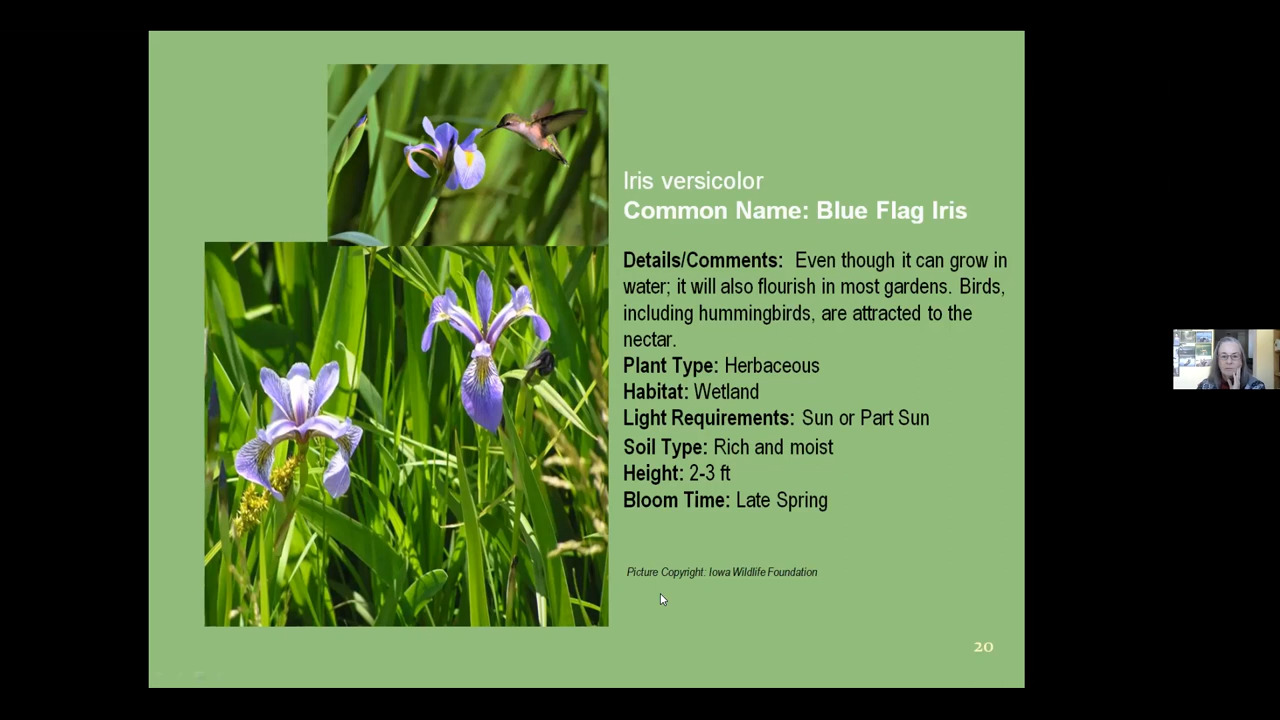 Iris versicolor
Common Name: Blue Flag Iris
Details/Comments: Even though it can grow in
water; it will also flourish in most gardens. Birds,
including hummingbirds, are attracted to the
nectar.
Plant Type: Herbaceous
Habitat: Wetland
Light Requirements: Sun or Part Sun
Soil Type: Rich and moist
Height: 2-3 ft
Bloom Time: Late Spring
Picture Copyright: Iowa Wildlife Foundation
20